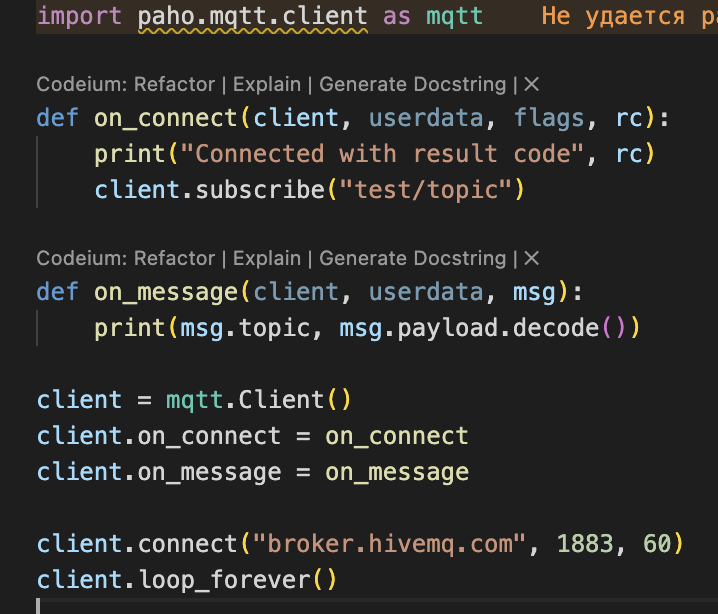 import paho.mqtt.client as mqtt    Не удается
Codeium: Refactor | Explain | Generate Docstring | ×
def on_connect(client, userdata, flags, rc):
    print("Connected with result code", rc)
    client.subscribe("test/topic")
Codeium: Refactor | Explain | Generate Docstring | ×
def on_message(client, userdata, msg):
    print(msg.topic, msg.payload.decode())
client = mqtt.Client()
client.on_connect = on_connect
client.on_message = on_message
client.connect("broker.hivemq.com", 1883, 60)
client.loop_forever()